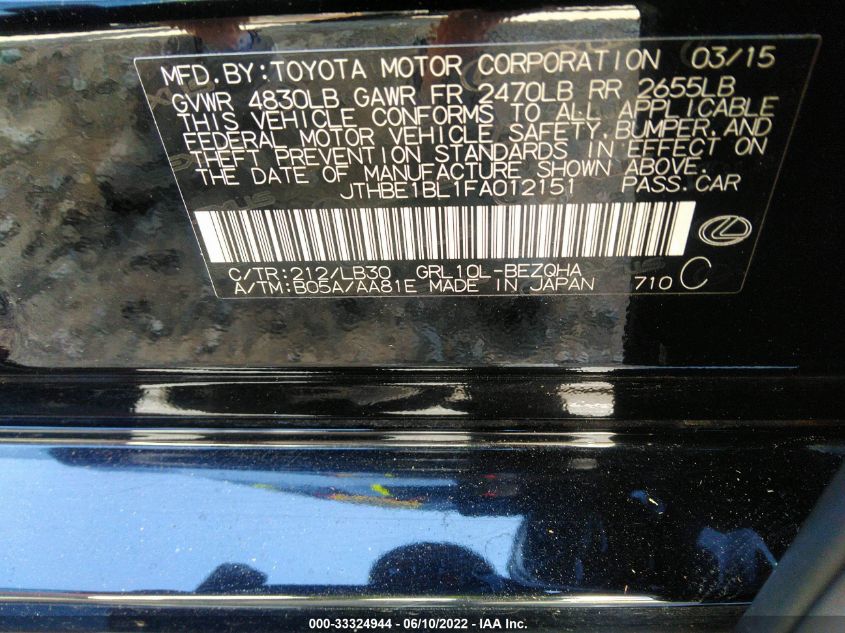 MFD.BY:TOYOTA MOTOR CORPORATION 03/15
GVWR 4830LB GAWR FR 2470LB RR 2655LB
THIS VEHICLE CONFORMS TO ALL APPLICABLE
FEDERAL MOTOR VEHICLE SAFETY,BUMPER,AND
THEFT PREVENTION STANDARDS IN EFFECT ON
THE DATE OF MANUFACTURE SHOWN ABOVE.
JTHBE1BL1FA012151 PASS.CAR
C/TR:212/LB30 GRL10L-BEZQHA
A/TM:B05A/AA81E MADE IN JAPAN 710 C
000-33324944 - 06/10/2022 - IAA Inc.